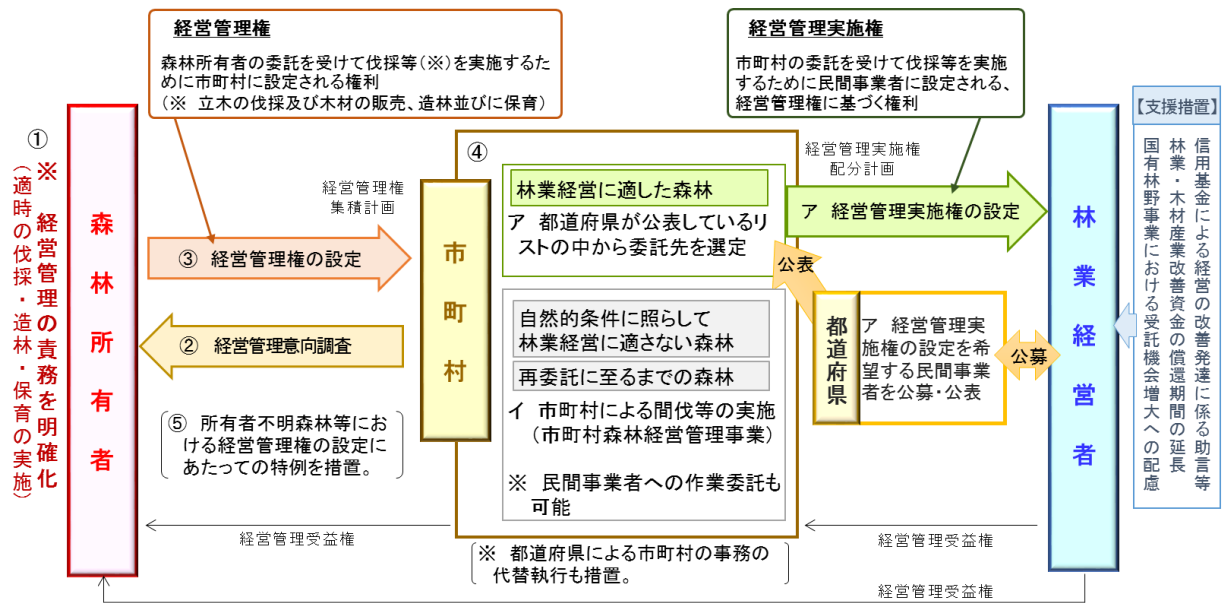 経営管理権
森林所有者の委託を受けて伐採等（※）を実施するた
めに市町村に設定される権利
（※ 立木の伐採及び木材の販売、造林並びに保育）
経営管理実施権
市町村の委託を受けて伐採等を実施
するために民間事業者に設定される、
経営管理権に基づく権利
①
※ 経営管理の責務を明確化
（適時の伐採・造林・保育の実施）
森林所有者
経営管理権
集積計画
③ 経営管理権の設定
② 経営管理意向調査
⑤ 所有者不明森林等にお
ける経営管理権の設定に
あたっての特例を措置。
市町村
④
林業経営に適した森林
ア 都道府県が公表しているリ
ストの中から委託先を選定
自然的条件に照らして
林業経営に適さない森林
再委託に至るまでの森林
イ 市町村による間伐等の実施
（市町村森林経営管理事業）
※ 民間事業者への作業委託も
可能
経営管理実施権
配分計画
ア 経営管理実施権の設定
公表
都道府県
ア 経営管理実
施権の設定を希
望する民間事業
者を公募・公表
公募
林業経営者
【支援措置】
信用基金による経営の改善発達に係る助言等
林業・木材産業改善資金の償還期間の延長
国有林野事業における受託機会増大への配慮
経営管理受益権
経営管理受益権
※ 都道府県による市町村の事務の
代替執行も措置。
経営管理受益権